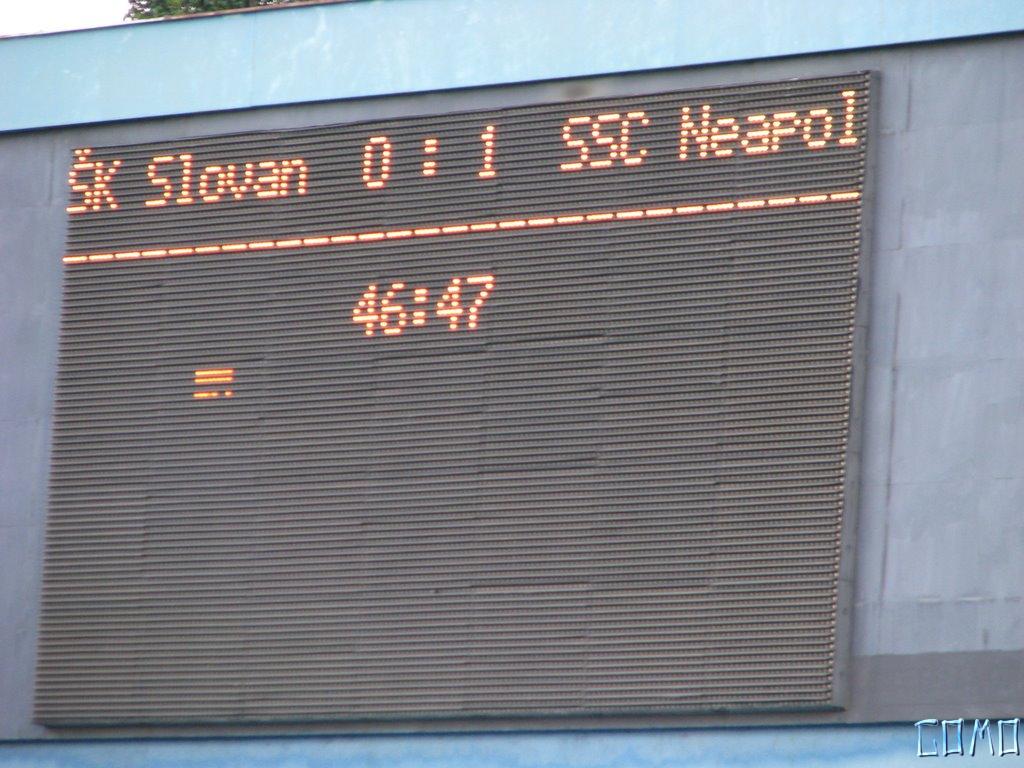 ŠK Slovan 0 : 1 SSC Neapol
46:47
COMO